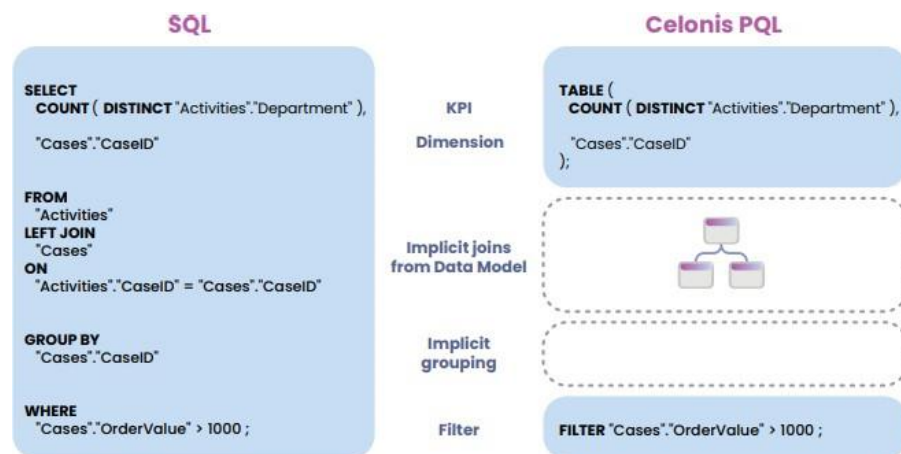 SQL
SELECT
COUNT ( DISTINCT "Activities"."Department" ),
"Cases"."CaseID"
FROM
"Activities"
LEFT JOIN
"Cases"
ON
"Activities"."CaseID" = "Cases"."CaseID"
GROUP BY
"Cases"."CaseID"
WHERE
"Cases"."OrderValue" > 1000 ;
KPI
Dimension
Implicit joins
from Data Model
Implicit
grouping
Filter
Celonis PQL
TABLE (
COUNT ( DISTINCT "Activities"."Department" ),
"Cases"."CaseID"
);
FILTER "Cases"."OrderValue" > 1000 ;